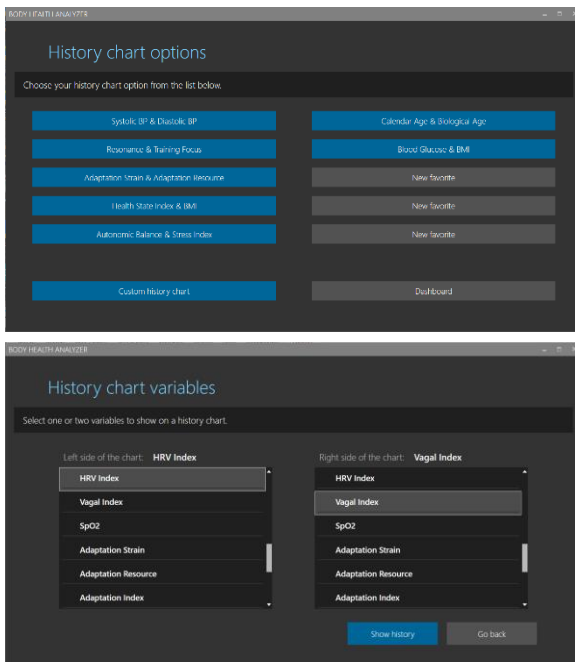 BODY HEALTH ANALYZER
History chart options
Choose your history chart option from the list below.
Systolic BP & Diastolic BP
Calendar Age & Biological Age
Resonance & Training Focus
Blood Glucose & BMI
Adaptation Strain & Adaptation Resource
New favorite
Health State Index & BMI
New favorite
Autonomic Balance & Stress Index
New favorite
Custom history chart
Dashboard
BODY HEALTH ANALYZER
History chart variables
Select one or two variables to show on a history chart.
Left side of the chart: HRV Index
Right side of the chart: Vagal Index
HRV Index
Vagal Index
SpO2
Adaptation Strain
Adaptation Resource
Adaptation Index
HRV Index
Vagal Index
SpO2
Adaptation Strain
Adaptation Resource
Adaptation Index
Show history
Go back